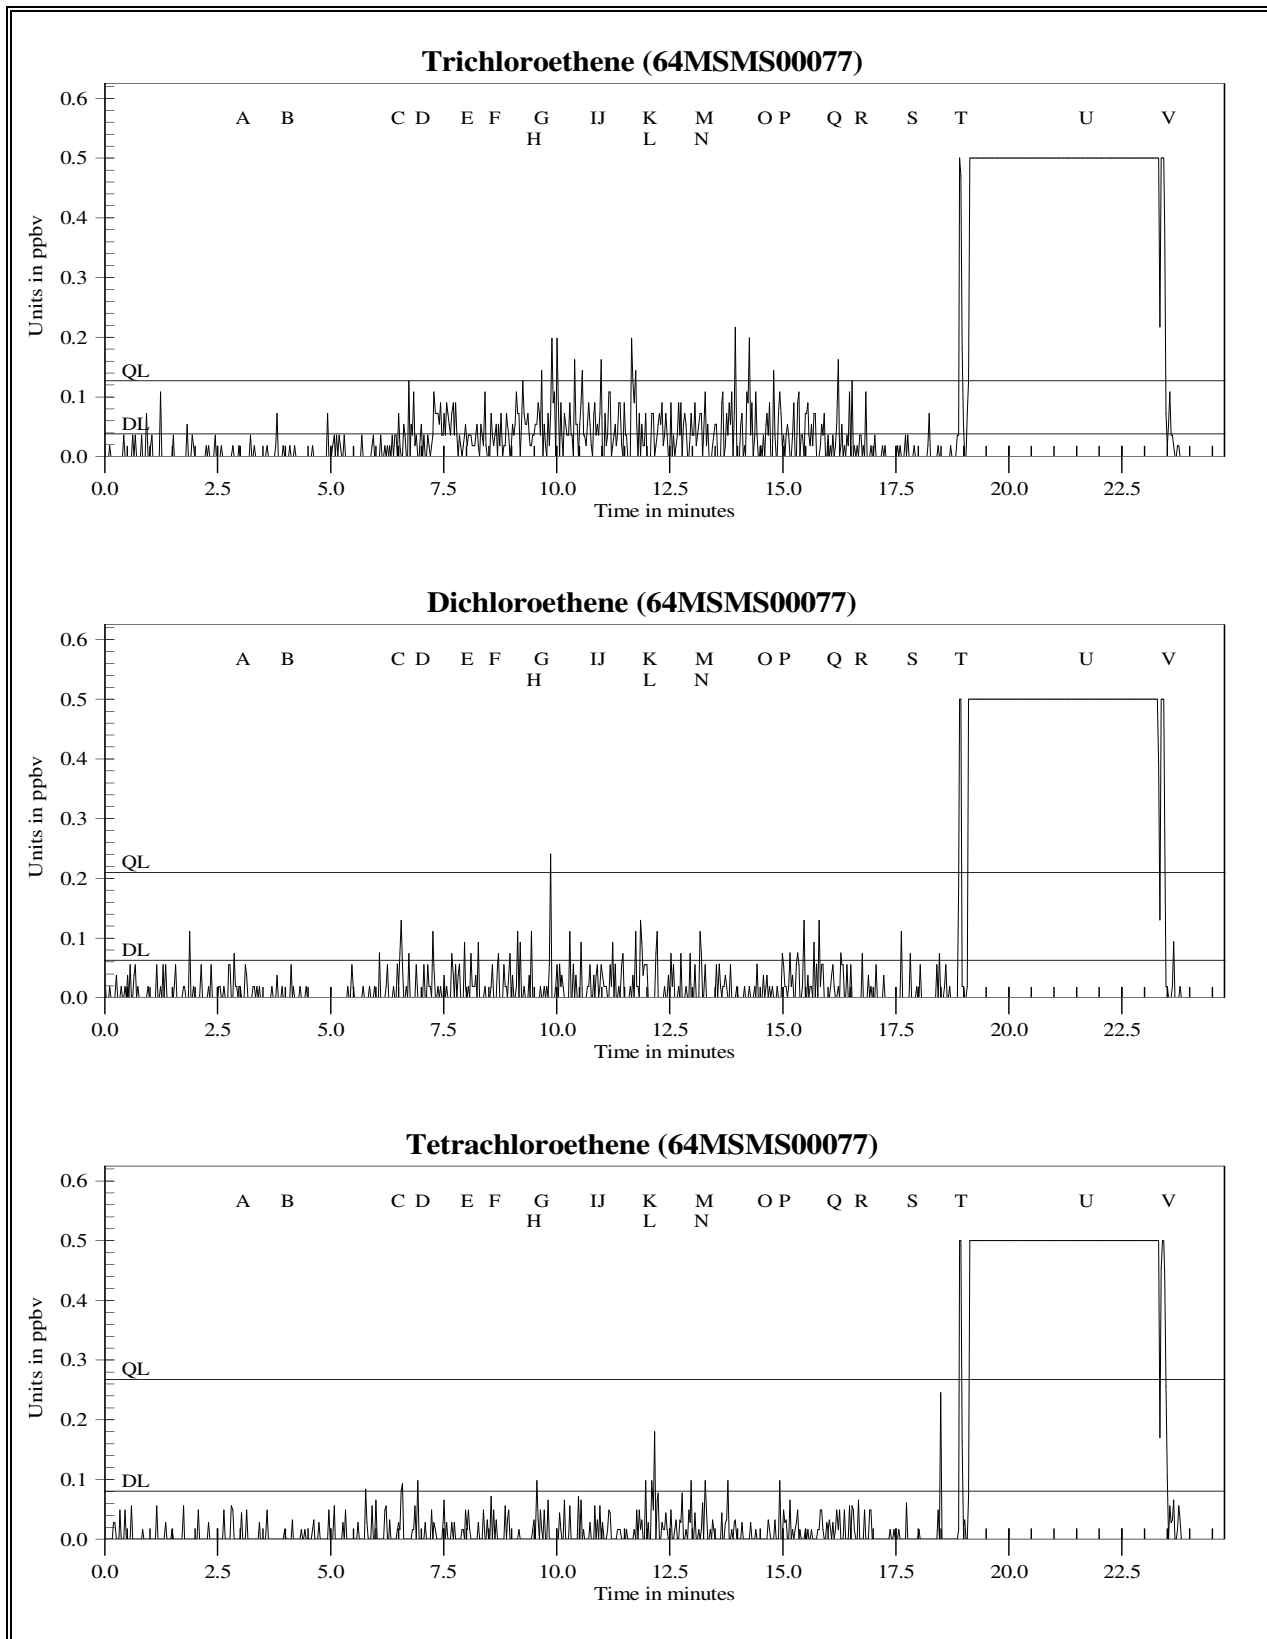 Trichloroethene (64MSMS00077)
0.6
A B C D E F G IJ K M O P Q R S T U V
H L N
0.5
0.4
Units in ppbv
0.3
0.2
QL
0.1
DL
0.0
0.0 2.5 5.0 7.5 10.0 12.5 15.0 17.5 20.0 22.5
Time in minutes
Dichloroethene (64MSMS00077)
0.6
A B C D E F G IJ K M O P Q R S T U V
H L N
0.5
0.4
Units in ppbv
0.3
QL
0.2
0.1
DL
0.0
0.0 2.5 5.0 7.5 10.0 12.5 15.0 17.5 20.0 22.5
Time in minutes
Tetrachloroethene (64MSMS00077)
0.6
A B C D E F G IJ K M O P Q R S T U V
H L N
0.5
0.4
Units in ppbv
0.3
QL
0.2
0.1
DL
0.0
0.0 2.5 5.0 7.5 10.0 12.5 15.0 17.5 20.0 22.5
Time in minutes